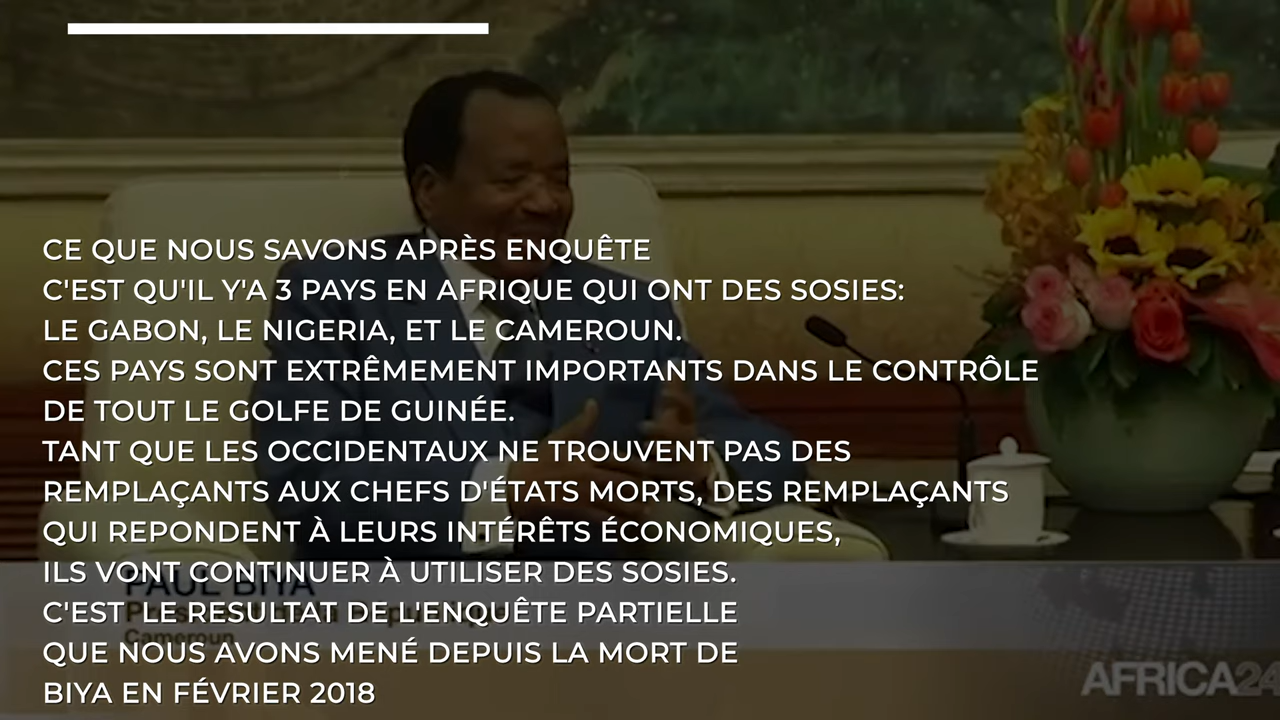 CE QUE NOUS SAVONS APRÈS ENQUÊTE
C'EST QU'IL Y'A 3 PAYS EN AFRIQUE QUI ONT DES SOSIES:
LE GABON, LE NIGERIA, ET LE CAMEROUN.
CES PAYS SONT EXTRÊMEMENT IMPORTANTS DANS LE CONTRÔLE
DE TOUT LE GOLFE DE GUINÉE.
TANT QUE LES OCCIDENTAUX NE TROUVENT PAS DES
REMPLAÇANTS AUX CHEFS D'ÉTATS MORTS, DES REMPLAÇANTS
QUI REPONDENT À LEURS INTÉRÊTS ÉCONOMIQUES,
ILS VONT CONTINUER À UTILISER DES SOSIES.
PAUL BIYA
C'EST LE RESULTAT DE L'ENQUÊTE PARTIELLE
Cameroun
QUE NOUS AVONS MENÉ DEPUIS LA MORT DE
BIYA EN FÉVRIER 2018
AFRICA24